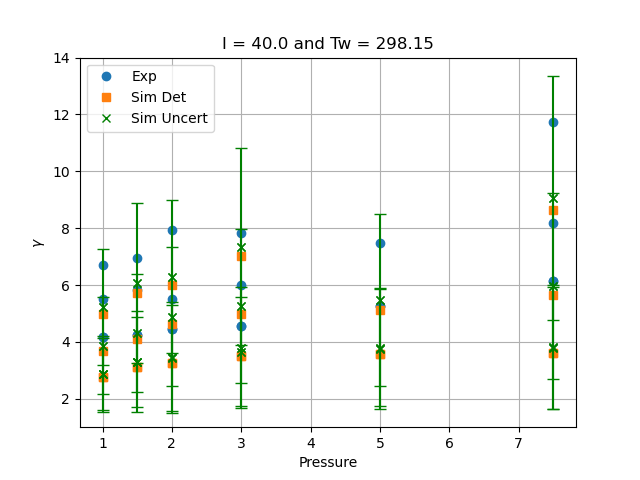 I = 40.0 and Tw = 298.15
14
12
10
8
6
4
2
γ
Exp
Sim Det
Sim Uncert
1 2 3 4 5 6 7
Pressure